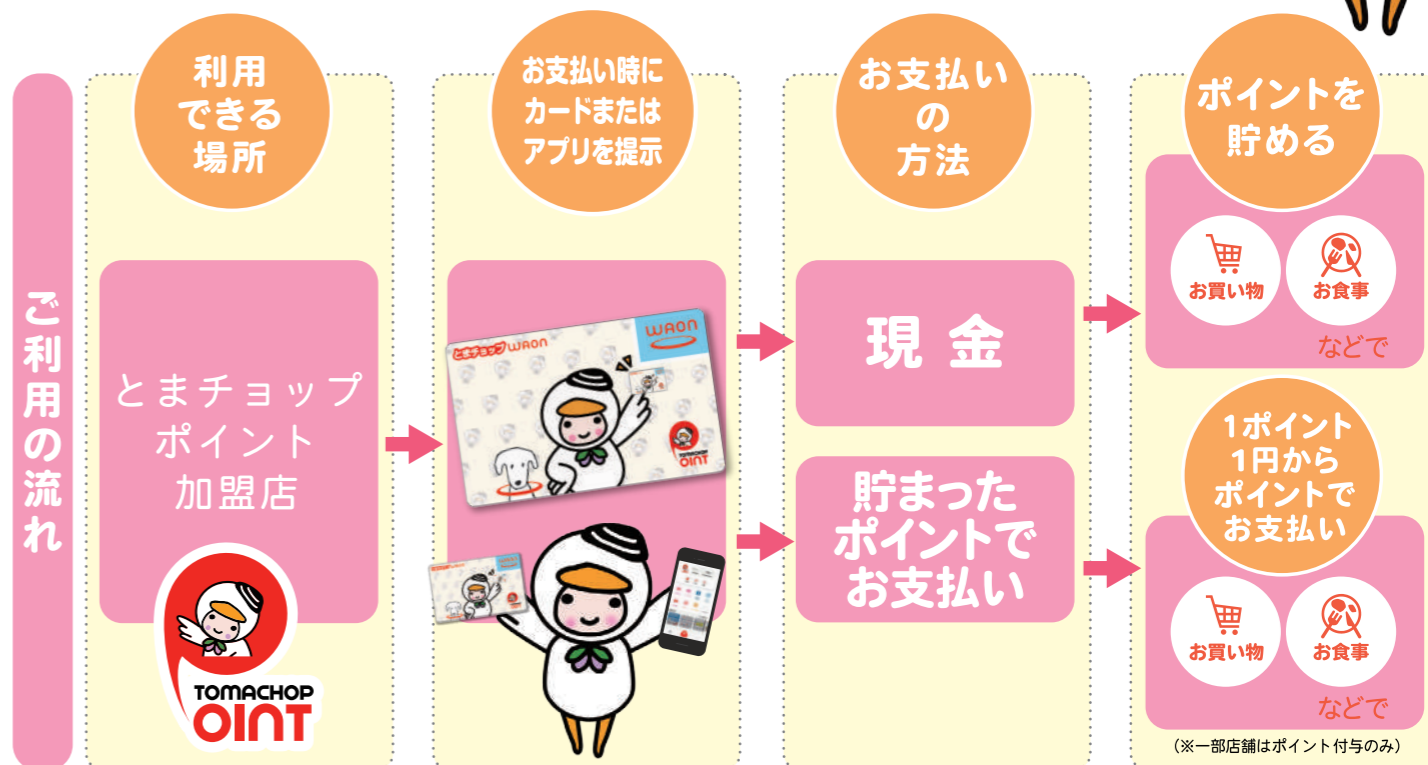 ご利用の流れ
利用
できる
場所
とまチョップ
ポイント
加盟店
TOMACHOP
OINT
お支払い時に
カードまたは
アプリを提示
とまチョップWAON
WAON
TOMACHOP
OINT
お支払い
の
方法
現金
貯まった
ポイントで
お支払い
ポイントを
貯める
お買い物
お食事
などで
1ポイント
1円から
ポイントで
お支払い
お買い物
お食事
などで
(※一部店舗はポイント付与のみ)